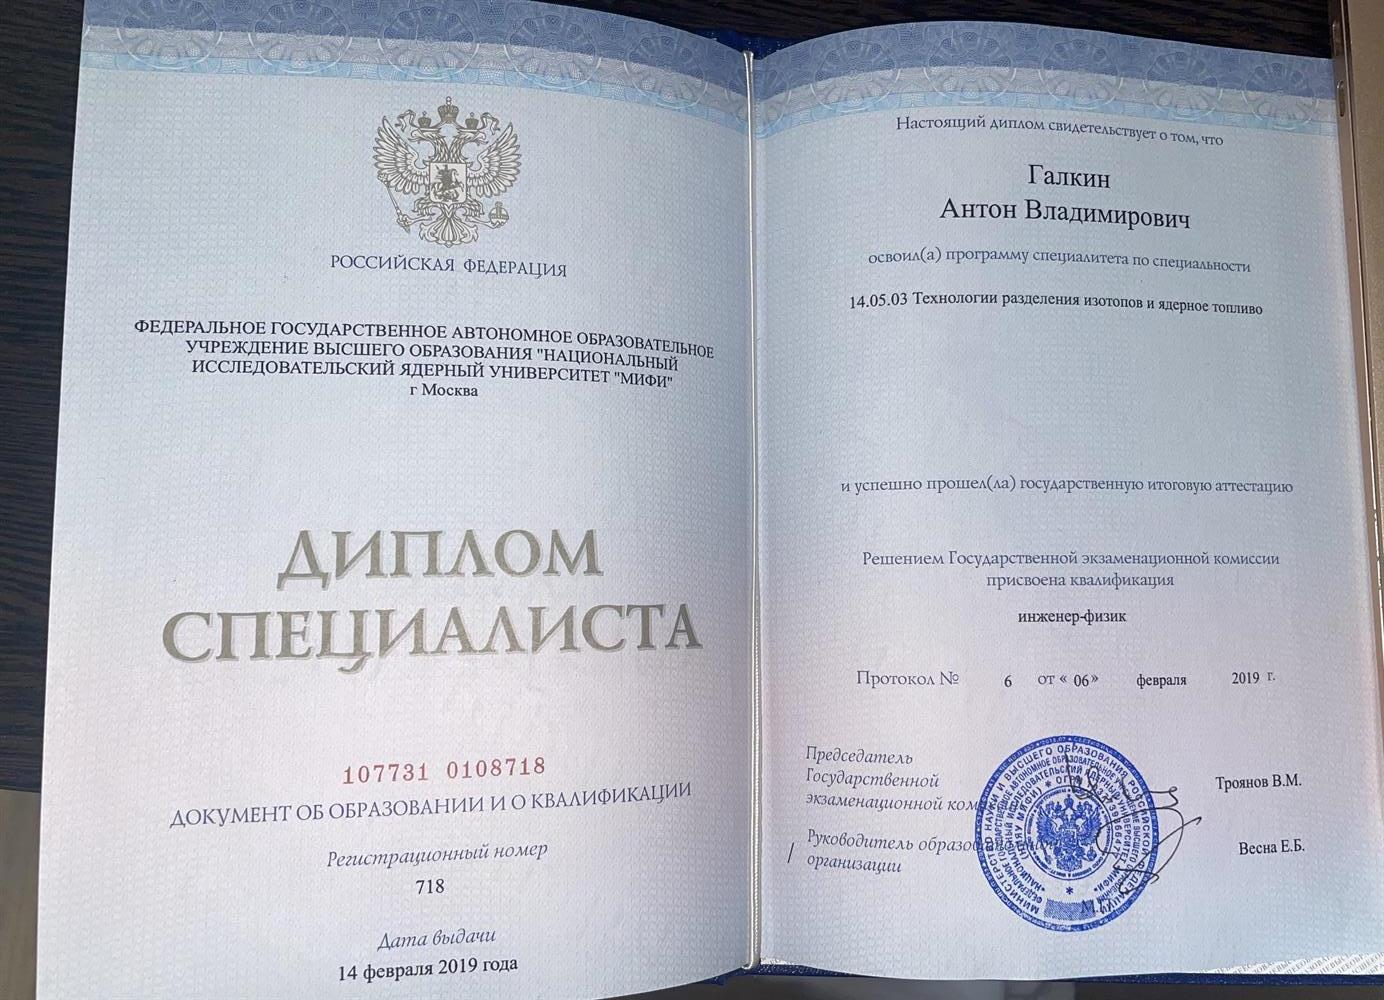 РОССИЙСКАЯ ФЕДЕРАЦИЯ
ФЕДЕРАЛЬНОЕ ГОСУДАРСТВЕННОЕ АВТОНОМНОЕ ОБРАЗОВАТЕЛЬНОЕ
УЧРЕЖДЕНИЕ ВЫСШЕГО ОБРАЗОВАНИЯ "НАЦИОНАЛЬНЫЙ
ИССЛЕДОВАТЕЛЬСКИЙ ЯДЕРНЫЙ УНИВЕРСИТЕТ "МИФИ"
г Москва
ДИПЛОМ
СПЕЦИАЛИСТА
107731 0108718
ДОКУМЕНТ ОБ ОБРАЗОВАНИИ И О КВАЛИФИКАЦИИ
Регистрационный номер
718
Дата выдачи
14 февраля 2019 года
Настоящий диплом свидетельствует о том, что
Галкин
Антон Владимирович
освоил(а) программу специалитета по специальности
14.05.03 Технологии разделения изотопов и ядерное топливо
и успешно прошел(ла) государственную итоговую аттестацию
Решением Государственной экзаменационной комиссии
присвоена квалификация
инженер-физик
Протокол № 6 от « 06 » февраля 2019 г.
Председатель
Государственной
экзаменационной
Троянов В.М.
Руководитель
организации
Весна Е.Б.
М.П.